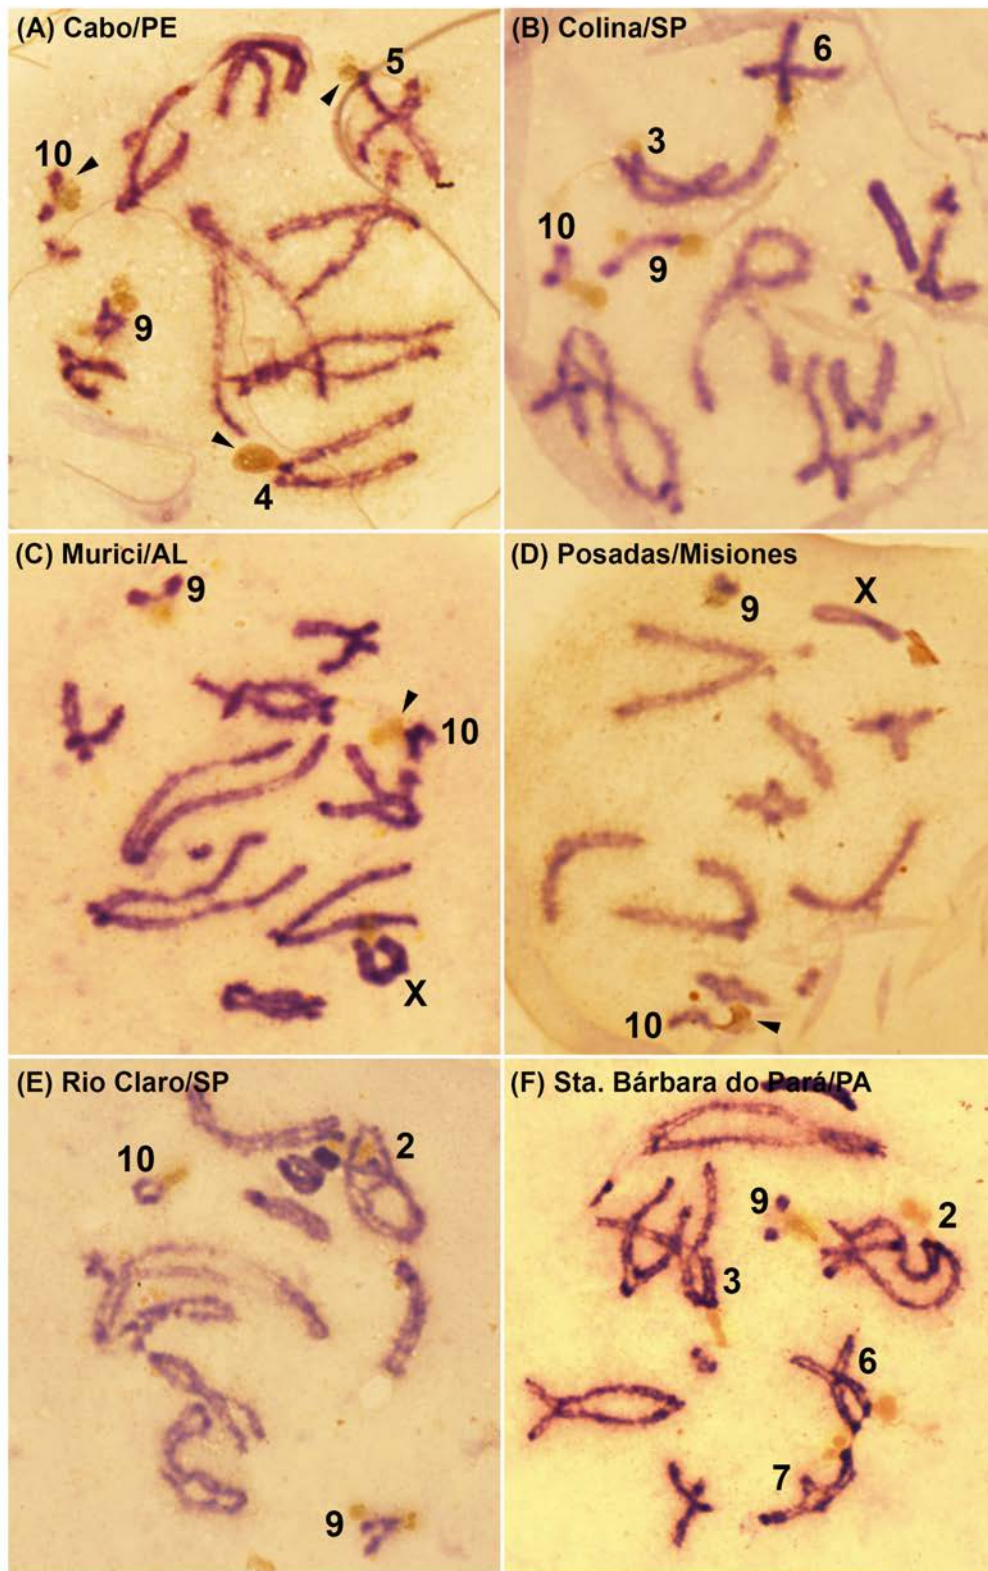 (A) Cabo/PE
5
10
9
4
(B) Colina/SP
6
3
10
9
(C) Murici/AL
9
10
X
(D) Posadas/Misiones
X
9
10
(E) Rio Claro/SP
2
10
9
(F) Sta. Bárbara do Pará/PA
9
2
3
6
7